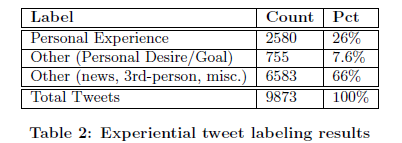 Label Count Pct
Personal Experience 2580 26%
Other (Personal Desire/Goal) 755 7.6%
Other (news, 3rd-person, misc.) 6583 66%
Total Tweets 9873 100%
Table 2: Experiential tweet labeling results